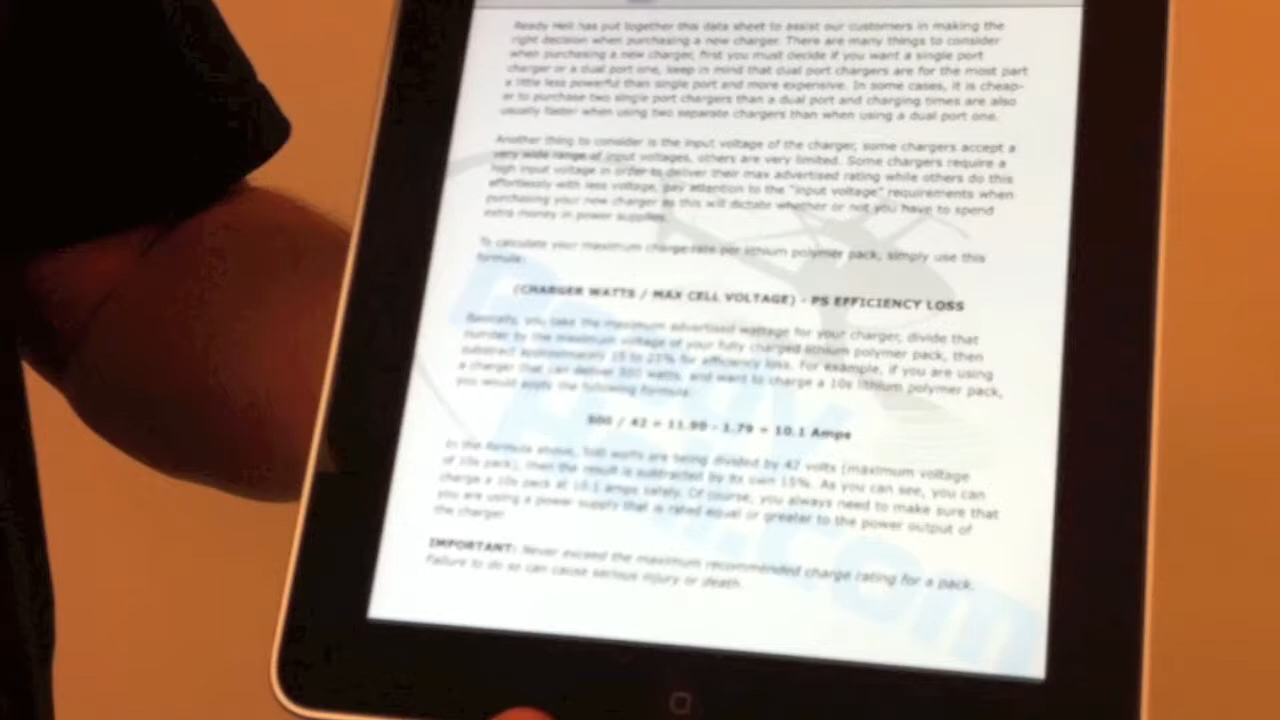 Ready Heli has put together this data sheet to assist our customers in making the
right decision when purchasing a new charger. There are many things to consider
when purchasing a new charger, first you must decide if you want a single port
charger or a dual port one, keep in mind that dual port chargers are for the most part
a little less powerful than single port and more expensive. In some cases, it is cheap-
er to purchase two single port chargers than a dual port and charging times are also
usually faster when using two separate chargers than when using a dual port one.
Another thing to consider is the input voltage of the charger, some chargers accept a
very wide range of input voltages, others are very limited. Some chargers require a
high input voltage in order to deliver their max advertised rating while others do this
effortlessly with less voltage, pay attention to the "input voltage" requirements when
purchasing your new charger as this will dictate whether or not you have to spend
extra money in power supplies.
To calculate your maximum charge rate per lithium polymer pack, simply use this
formula:
(CHARGER WATTS / MAX CELL VOLTAGE) - PS EFFICIENCY LOSS
Basically, you take the maximum advertised wattage for your charger, divide that
number by the maximum voltage of your fully charged lithium polymer pack, then
substract approximately 15 to 25% for efficiency loss. For example, if you are using
a charger that can deliver 500 watts, and want to charge a 10s lithium polymer pack,
you would apply the following formula:
500 / 42 = 11.90 - 1.79 = 10.1 Amps
In the formula above, 500 watts are being divided by 42 volts (maximum voltage
of 10s pack), then the result is subtracted by its own 15%. As you can see, you can
charge a 10s pack at 10.1 amps safely. Of course, you always need to make sure that
you are using a power supply that is rated equal or greater to the power output of
the charger.
IMPORTANT: Never exceed the maximum recommended charge rating for a pack.
Failure to do so can cause serious injury or death.